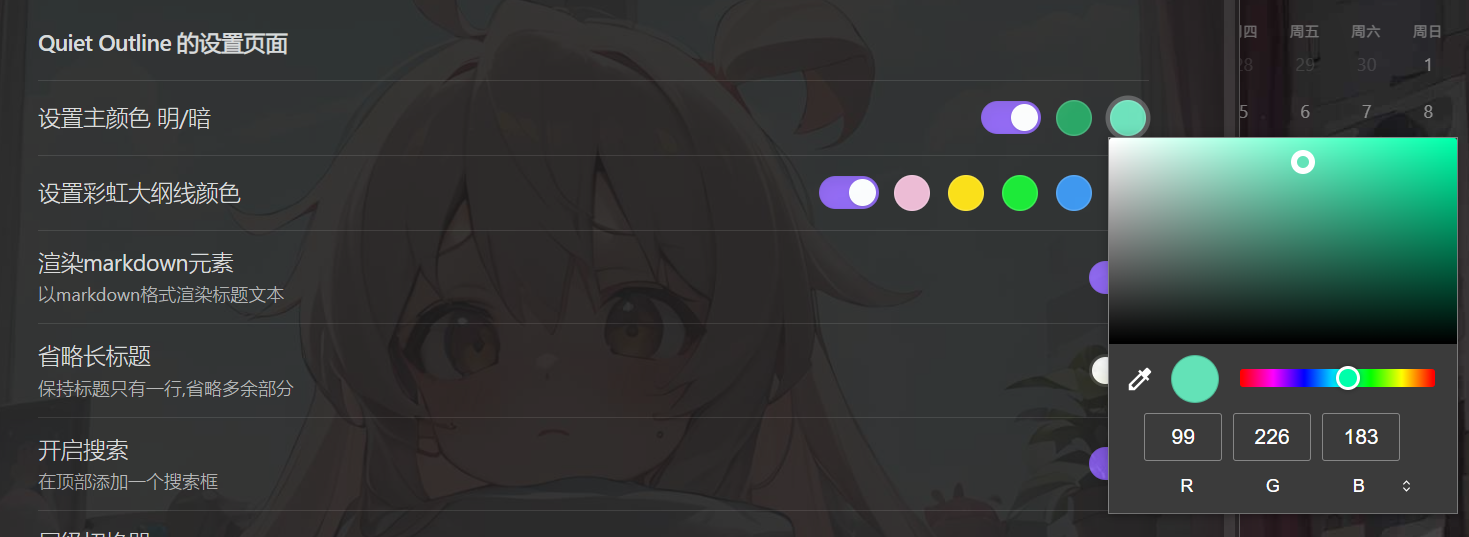 Quiet Outline 的设置页面
设置主颜色 明/暗
设置彩虹大纲线颜色
渲染markdown元素
以markdown格式渲染标题文本
省略长标题
保持标题只有一行,省略多余部分
开启搜索
在顶部添加一个搜索框
四 周五 周六 周日
28 29 30 1
5 6 7 8
99 226 183
R G B